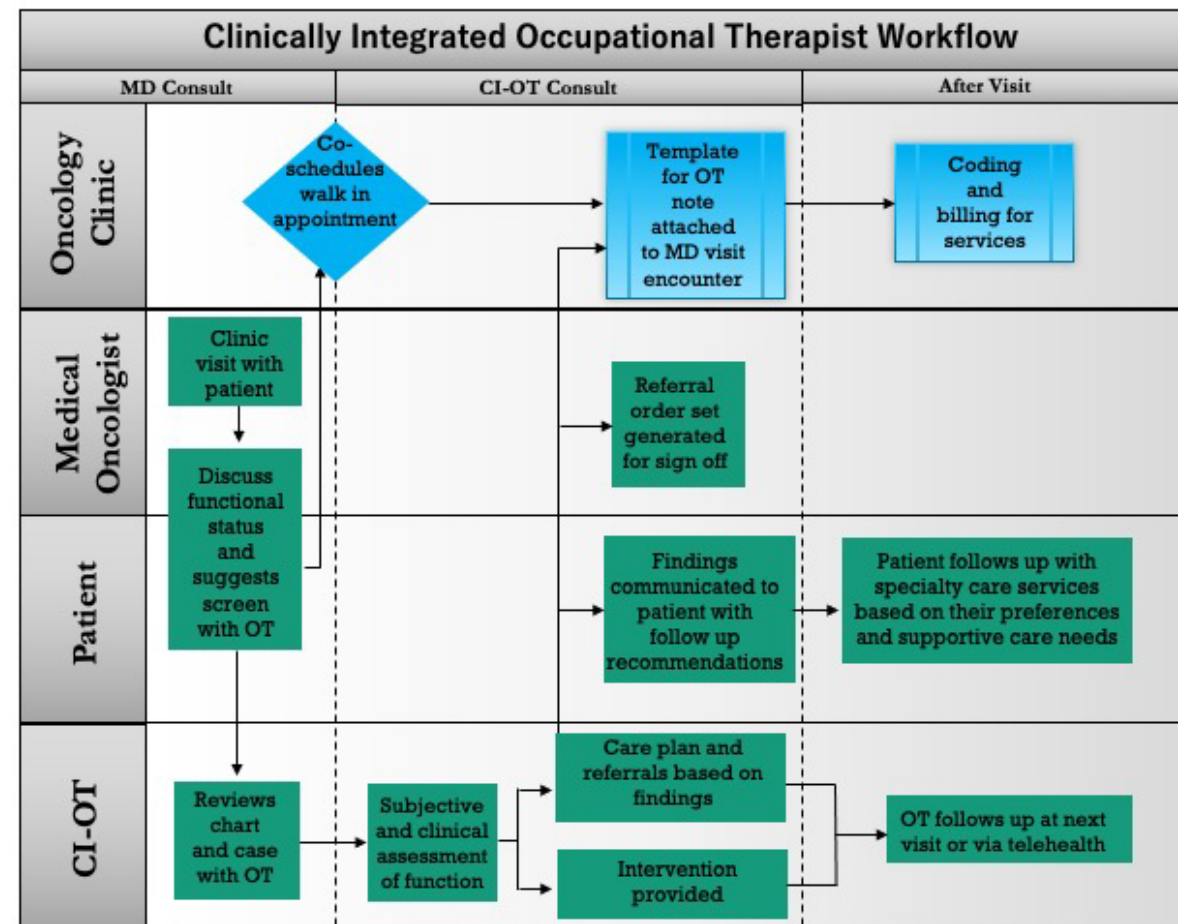 Clinically Integrated Occupational Therapist Workflow
MD Consult
CI-OT Consult
After Visit
Oncology
Clinic
Co-
schedules
walk in
appointment
Template
for OT
note
attached
to MD visit
encounter
Coding
and
billing for
services
Medical
Oncologist
Clinic
visit with
patient
Discuss
functional
status
and
suggests
screen
with OT
Referral
order set
generated
for sign off
Patient
Findings
communicated to
patient with
follow up
recommendations
Patient follows up with
specialty care services
based on their preferences
and supportive care needs
CI-OT
Reviews
chart
and case
with OT
Subjective
and clinical
assessment
of function
Care plan and
referrals based on
findings
Intervention
provided
OT follows up at next
visit or via telehealth